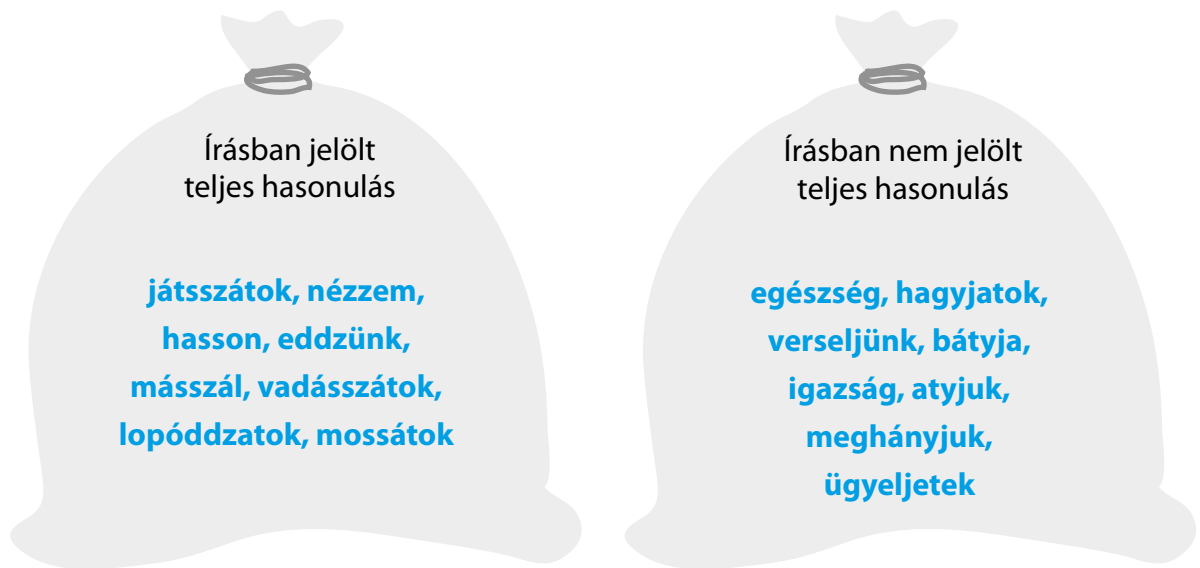 Írásban jelölt
teljes hasonulás
játsszátok, nézzem,
hasson, eddzünk,
másszál, vadásszátok,
lopóddzatok, mossátok
Írásban nem jelölt
teljes hasonulás
egészség, hagyjatok,
verseljünk, bátyja,
igazság, atyjuk,
meghányjuk,
ügyeljetek